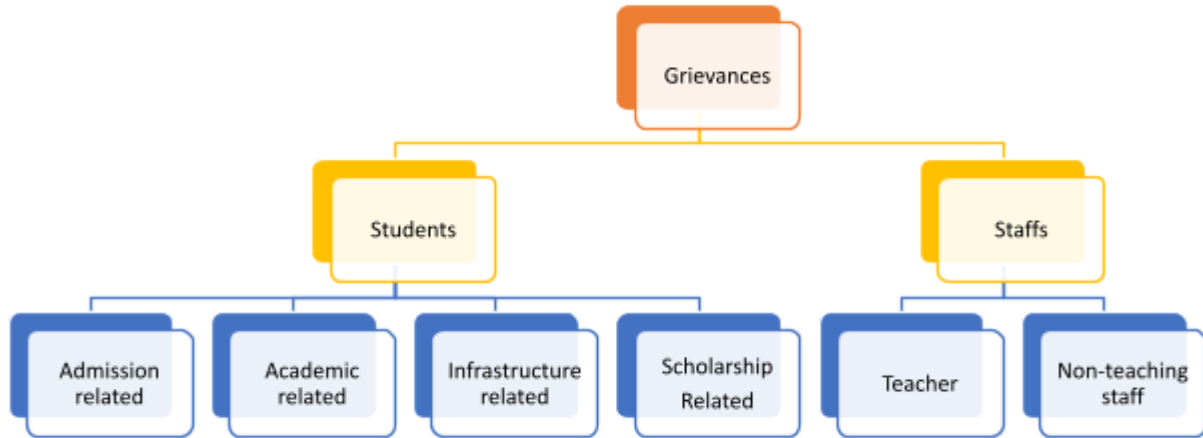 Grievances
Students
Staffs
Admission
related
Academic
related
Infrastructure
related
Scholarship
Related
Teacher
Non-teaching
staff